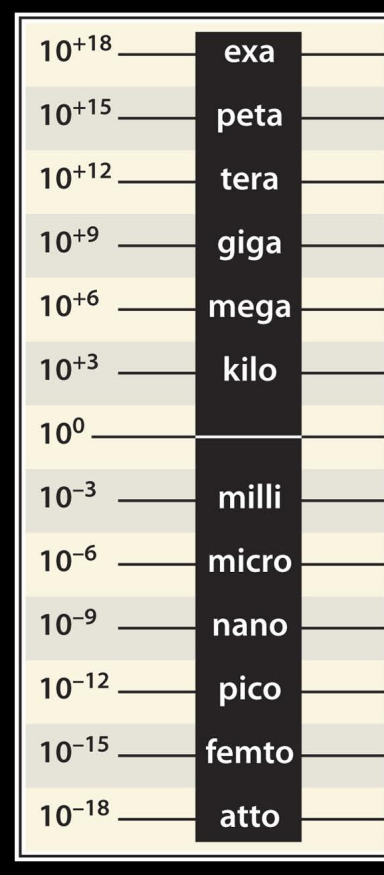 10⁺¹⁸ exa
10⁺¹⁵ peta
10⁺¹² tera
10⁺⁹ giga
10⁺⁶ mega
10⁺³ kilo
10⁰
10⁻³ milli
10⁻⁶ micro
10⁻⁹ nano
10⁻¹² pico
10⁻¹⁵ femto
10⁻¹⁸ atto